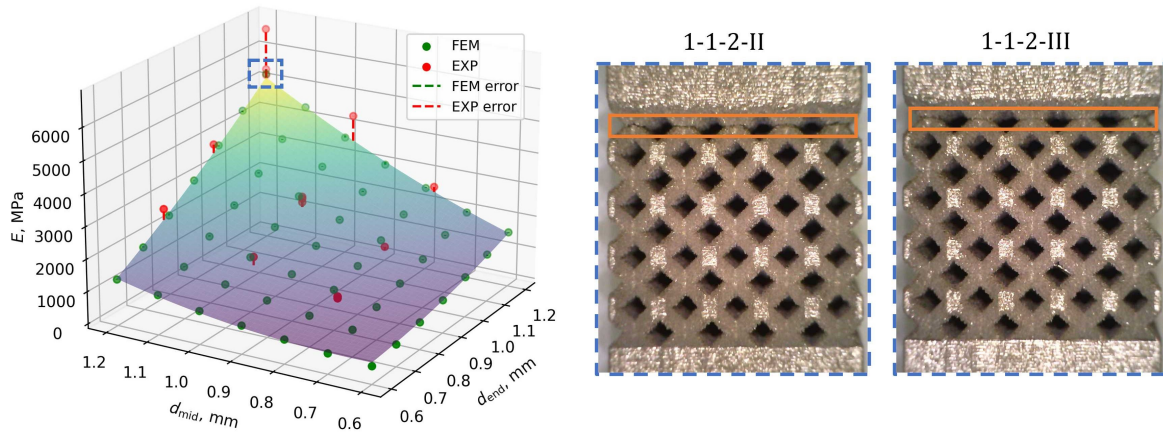 FEM
EXP
FEM error
EXP error
E, MPa
6000
5000
4000
3000
2000
1000
0
1.2
1.1
1.0
0.9
0.8
0.7
0.6
d_mid, mm
0.6
0.7
0.8
0.9
1.0
1.1
1.2
d_end, mm
1-1-2-II
1-1-2-III